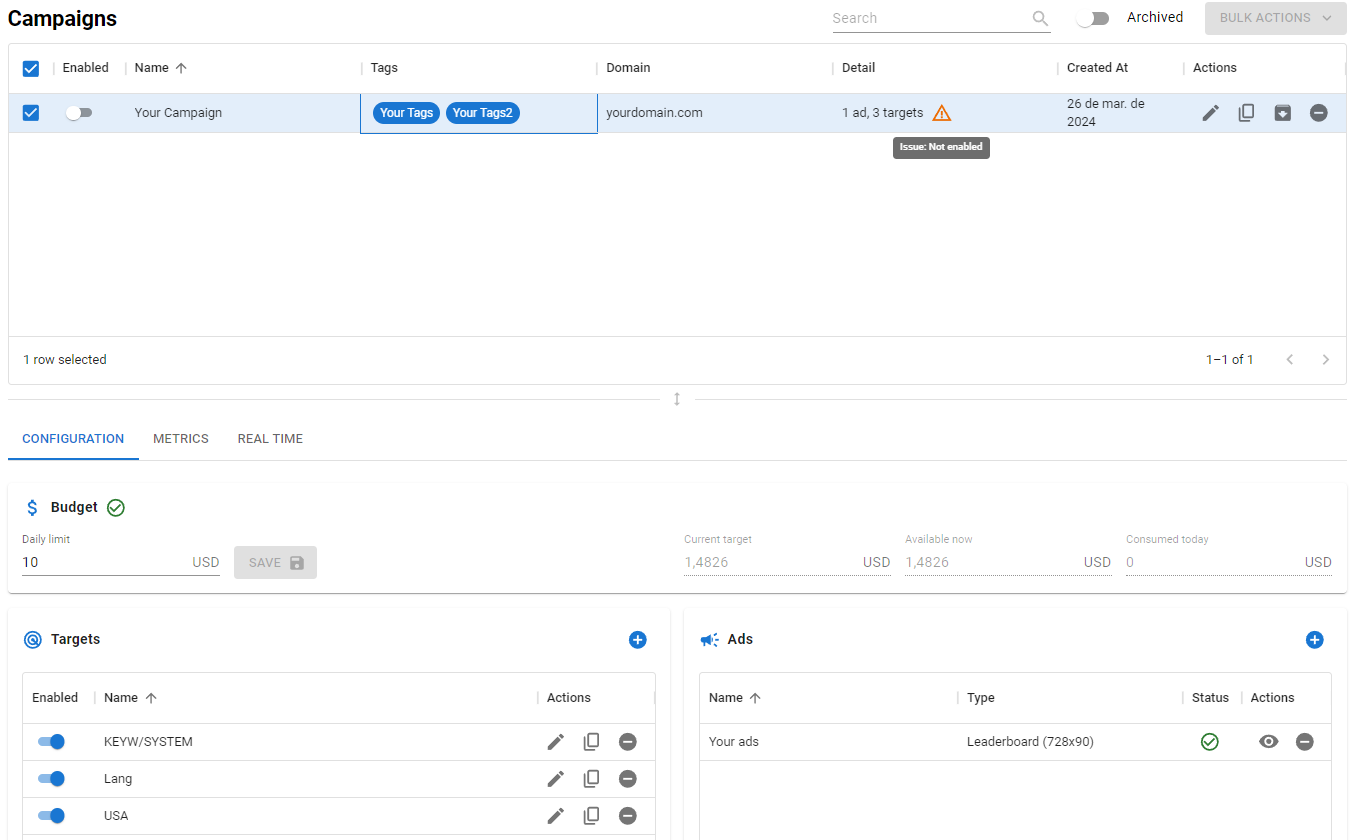 Campaigns
Search
Archived
BULK ACTIONS
Enabled Name Tags Domain Detail Created At Actions
Your Campaign Your Tags Your Tags2 yourdomain.com 1 ad, 3 targets 26 de mar. de
2024
Issue: Not enabled
1 row selected 1–1 of 1
CONFIGURATION METRICS REAL TIME
$ Budget
Daily limit Current target Available now Consumed today
10 USD SAVE 1,4826 USD 1,4826 USD 0 USD
Targets
Enabled Name Actions
KEYW/SYSTEM
Lang
USA
Ads
Name Type Status Actions
Your ads Leaderboard (728x90)